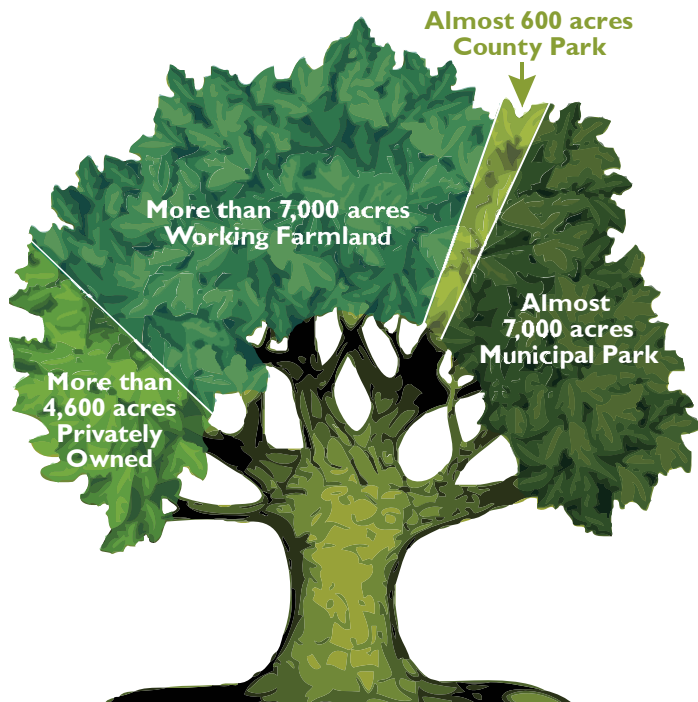 Almost 600 acres
County Park
More than 7,000 acres
Working Farmland
Almost
7,000 acres
Municipal Park
More than
4,600 acres
Privately
Owned